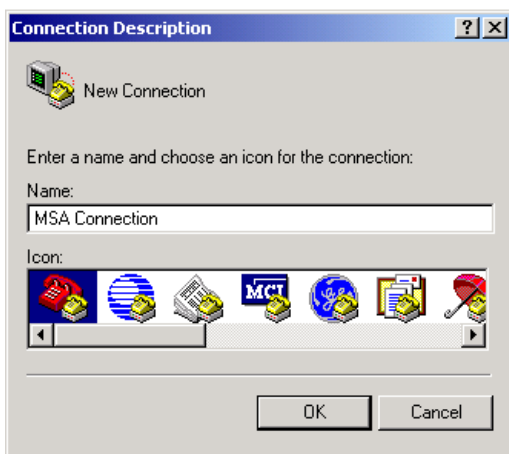 Connection Description
New Connection
Enter a name and choose an icon for the connection:
Name:
MSA Connection
Icon:
MCI
OK Cancel